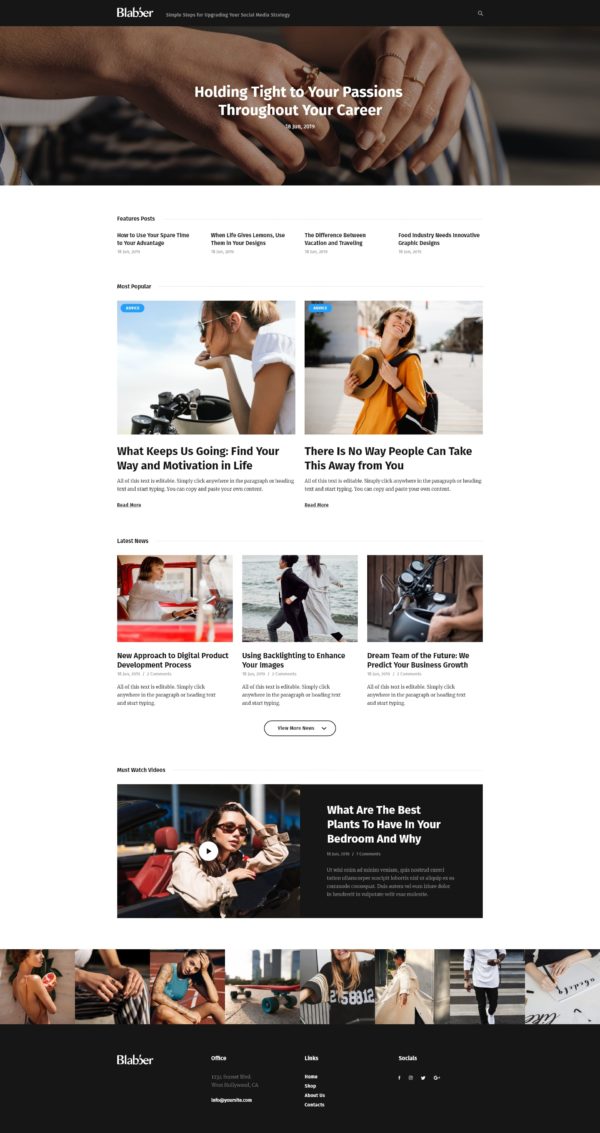 Blabber
Simple Steps for Upgrading Your Social Media Strategy
Holding Tight to Your Passions
Throughout Your Career
18 Jun, 2019
Features Posts
How to Use Your Spare Time
to Your Advantage
18 Jun, 2019
When Life Gives Lemons, Use
Them in Your Designs
18 Jun, 2019
The Difference Between
Vacation and Traveling
18 Jun, 2019
Food Industry Needs Innovative
Graphic Designs
18 Jun, 2019
Most Popular
ADVICE
What Keeps Us Going: Find Your
Way and Motivation in Life
All of this text is editable. Simply click anywhere in the paragraph or heading
text and start typing. You can copy and paste your own content.
Read More
ADVICE
There Is No Way People Can Take
This Away from You
All of this text is editable. Simply click anywhere in the paragraph or heading
text and start typing. You can copy and paste your own content.
Read More
Latest News
New Approach to Digital Product
Development Process
18 Jun, 2019 / 2 Comments
All of this text is editable. Simply click
anywhere in the paragraph or heading text
and start typing.
Using Backlighting to Enhance
Your Images
18 Jun, 2019 / 2 Comments
All of this text is editable. Simply click
anywhere in the paragraph or heading text
and start typing.
Dream Team of the Future: We
Predict Your Business Growth
18 Jun, 2019 / 2 Comments
All of this text is editable. Simply click
anywhere in the paragraph or heading text
and start typing.
View More News
Must Watch Videos
What Are The Best
Plants To Have In Your
Bedroom And Why
18 Jun, 2019 / 1 Comments
Ut wisi enim ad minim veniam, quis nostrud exerci
tation ullamcorper suscipit lobortis nisl ut aliquip ex ea
commodo consequat. Duis autem vel eum iriure dolor
in hendrerit in vulputate velit esse molestie.
258812
like
Blabber
Office
1234 Sunset Blvd.
West Hollywood, CA
info@yoursite.com
Links
Home
Shop
About Us
Contacts
Socials